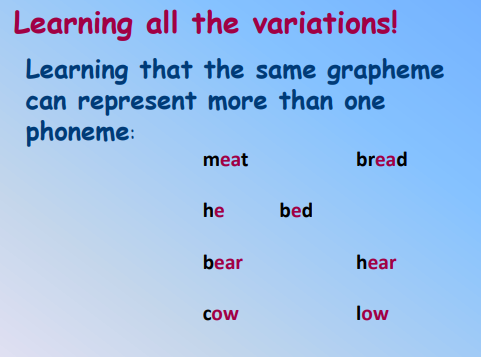 Learning all the variations!
Learning that the same grapheme
can represent more than one
phoneme:
meat bread
he bed
bear hear
cow low